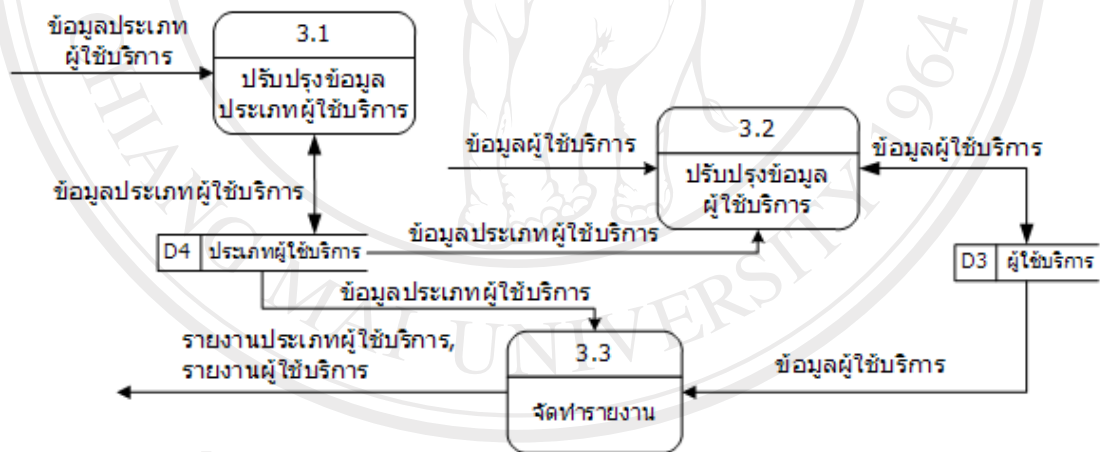 ข้อมูลประเภท
ผู้ใช้บริการ
3.1
ปรับปรุงข้อมูล
ประเภทผู้ใช้บริการ
ข้อมูลประเภทผู้ใช้บริการ
D4 ประเภทผู้ใช้บริการ
ข้อมูลผู้ใช้บริการ
3.2
ปรับปรุงข้อมูล
ผู้ใช้บริการ
ข้อมูลผู้ใช้บริการ
ข้อมูลประเภทผู้ใช้บริการ
D3 ผู้ใช้บริการ
ข้อมูลประเภทผู้ใช้บริการ
รายงานประเภทผู้ใช้บริการ,
รายงานผู้ใช้บริการ
3.3
จัดทำรายงาน
ข้อมูลผู้ใช้บริการ
CHIANG MAI UNIVERSITY 1964